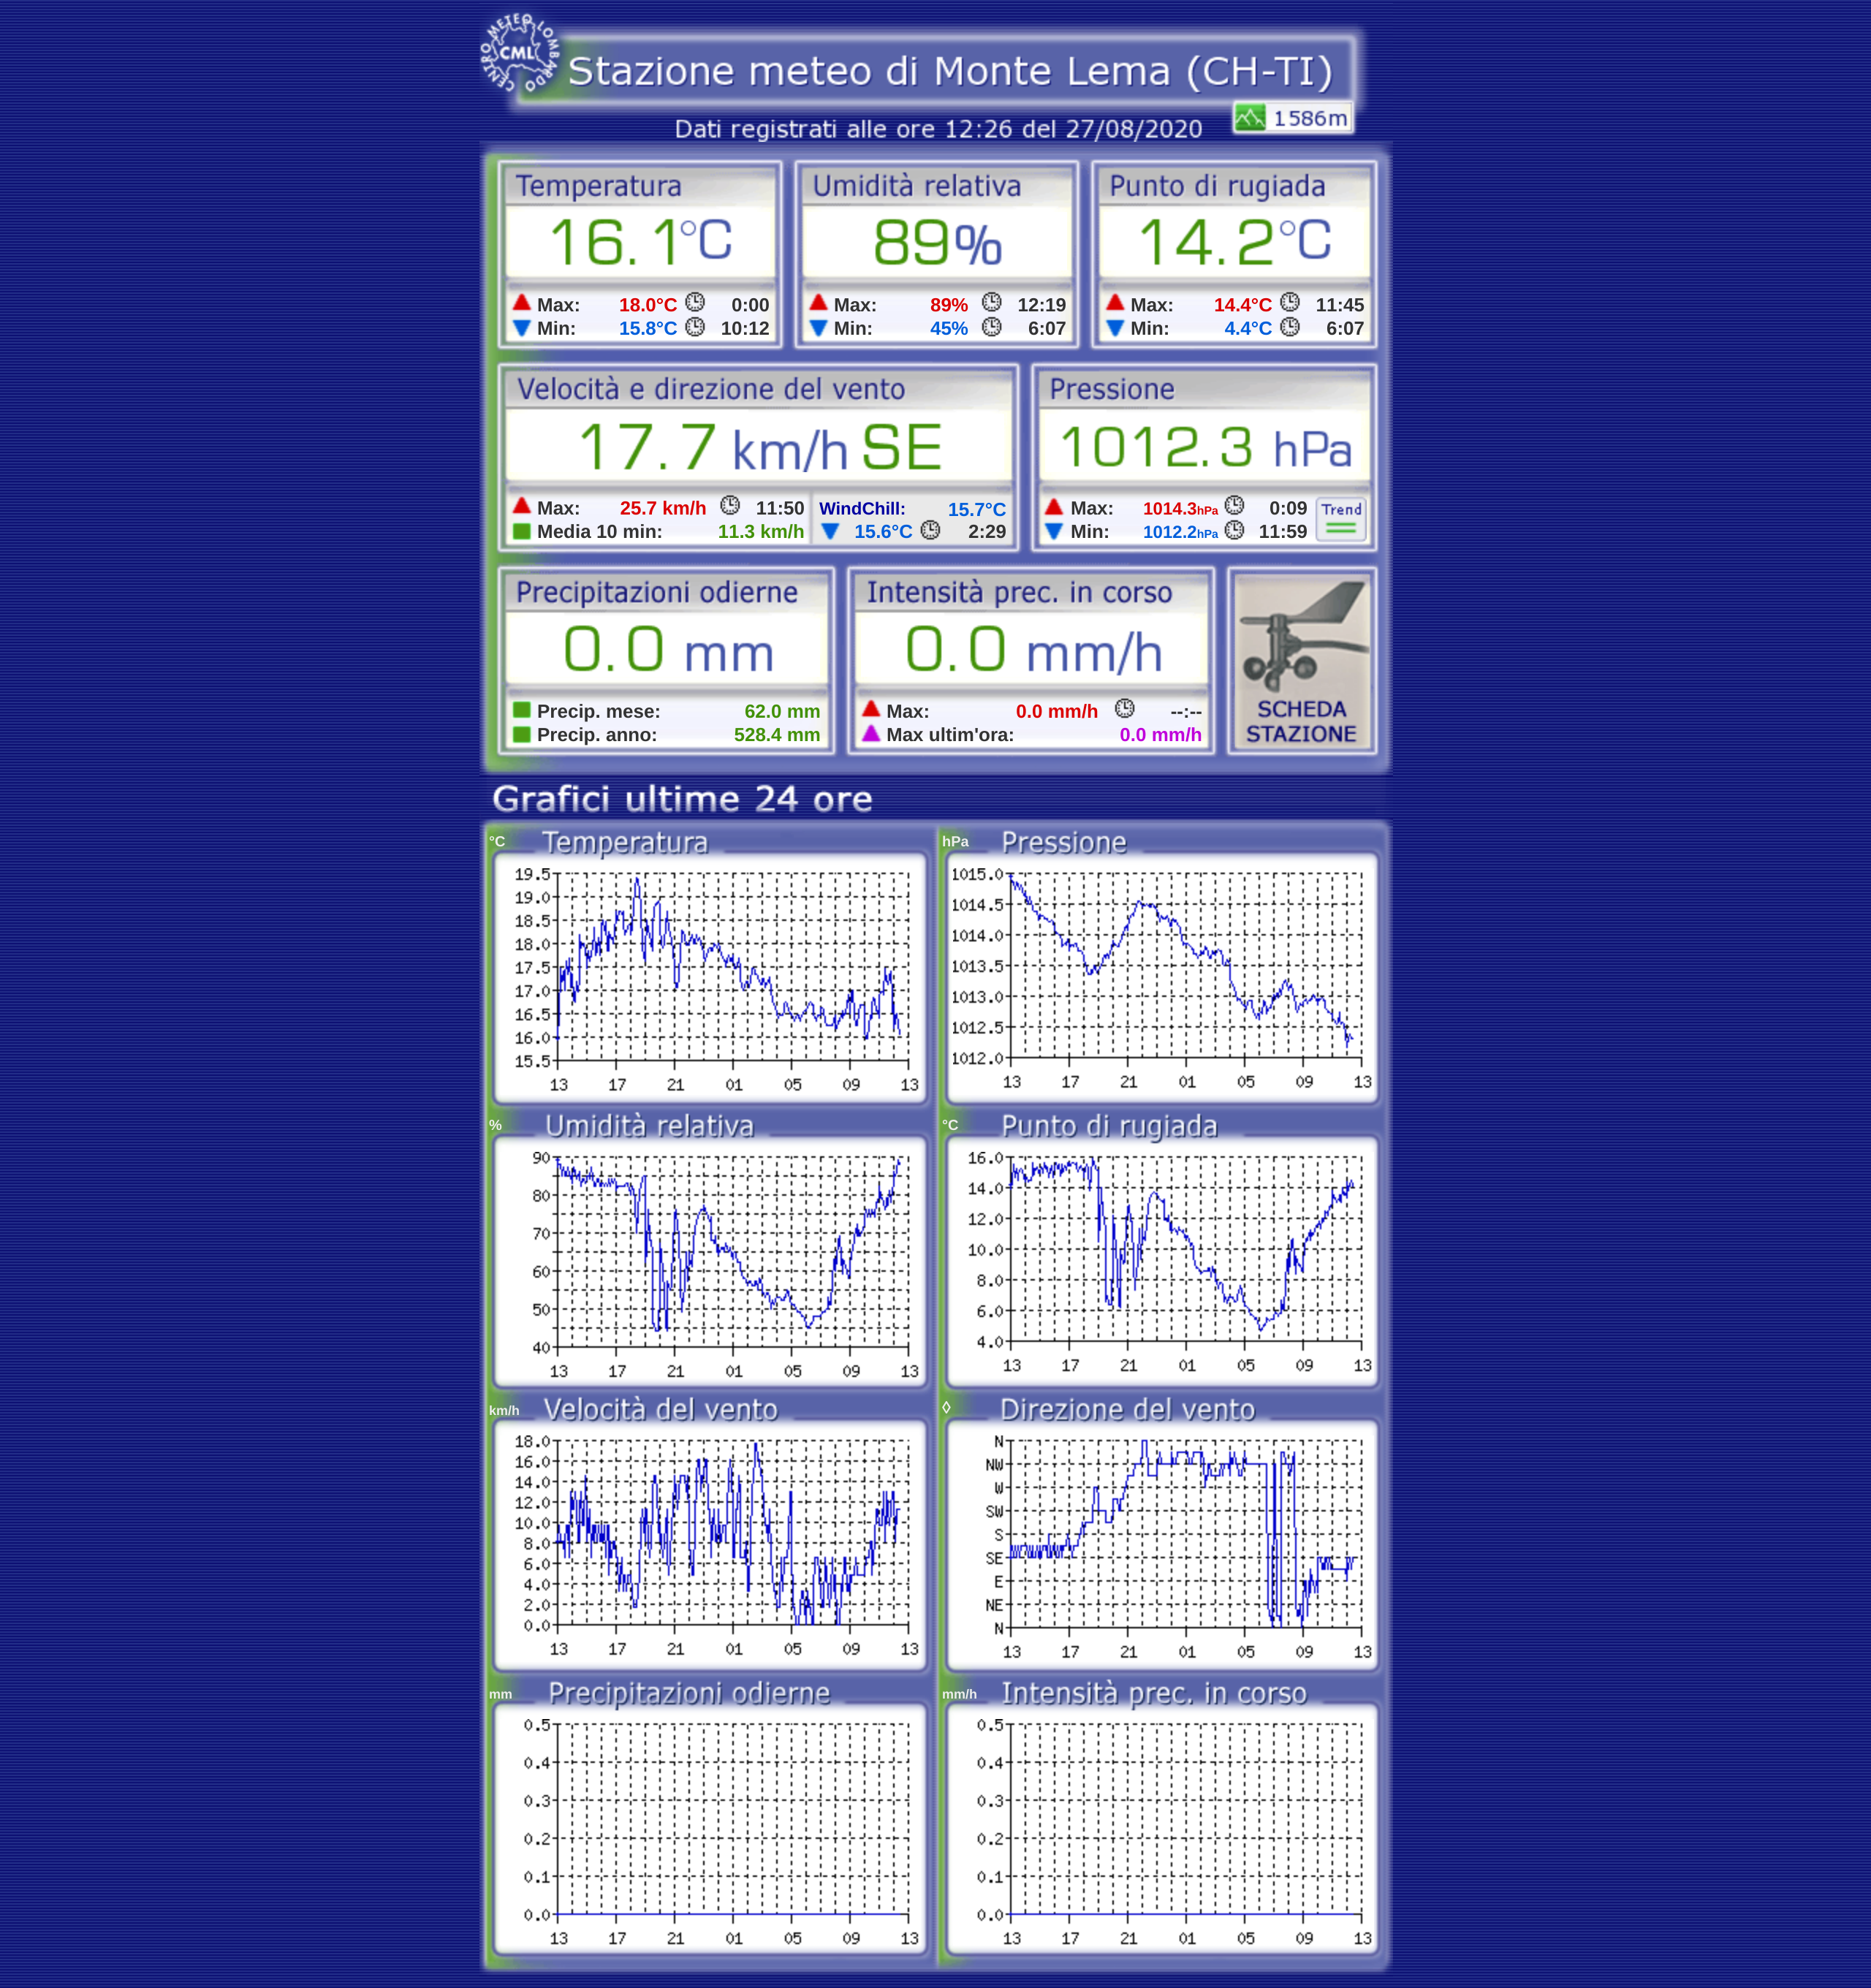 CENTRO METEO LOMBARDO
CML
Stazione meteo di Monte Lema (CH-TI)
1586m
Dati registrati alle ore 12:26 del 27/08/2020
Temperatura Umidità relativa Punto di rugiada
16.1°C 89% 14.2°C
Max: 18.0°C 0:00 Max: 89% 12:19 Max: 14.4°C 11:45
Min: 15.8°C 10:12 Min: 45% 6:07 Min: 4.4°C 6:07
Velocità e direzione del vento Pressione
17.7 km/h SE 1012.3 hPa
Max: 25.7 km/h 11:50 WindChill: 15.7°C Max: 1014.3hPa 0:09 Trend
Media 10 min: 11.3 km/h 15.6°C 2:29 Min: 1012.2hPa 11:59
Precipitazioni odierne Intensità prec. in corso
0.0 mm 0.0 mm/h
Precip. mese: 62.0 mm Max: 0.0 mm/h --:-- SCHEDA
Precip. anno: 528.4 mm Max ultim'ora: 0.0 mm/h STAZIONE
Grafici ultime 24 ore
°C Temperatura
19.5
19.0
18.5
18.0
17.5
17.0
16.5
16.0
15.5
13 17 21 01 05 09 13
hPa Pressione
1015.0
1014.5
1014.0
1013.5
1013.0
1012.5
1012.0
13 17 21 01 05 09 13
% Umidità relativa
90
80
70
60
50
40
13 17 21 01 05 09 13
°C Punto di rugiada
16.0
14.0
12.0
10.0
8.0
6.0
4.0
13 17 21 01 05 09 13
km/h Velocità del vento
18.0
16.0
14.0
12.0
10.0
8.0
6.0
4.0
2.0
0.0
13 17 21 01 05 09 13
◊ Direzione del vento
N
NW
W
SW
S
SE
E
NE
N
13 17 21 01 05 09 13
mm Precipitazioni odierne
0.5
0.4
0.3
0.2
0.1
0.0
13 17 21 01 05 09 13
mm/h Intensità prec. in corso
0.5
0.4
0.3
0.2
0.1
0.0
13 17 21 01 05 09 13